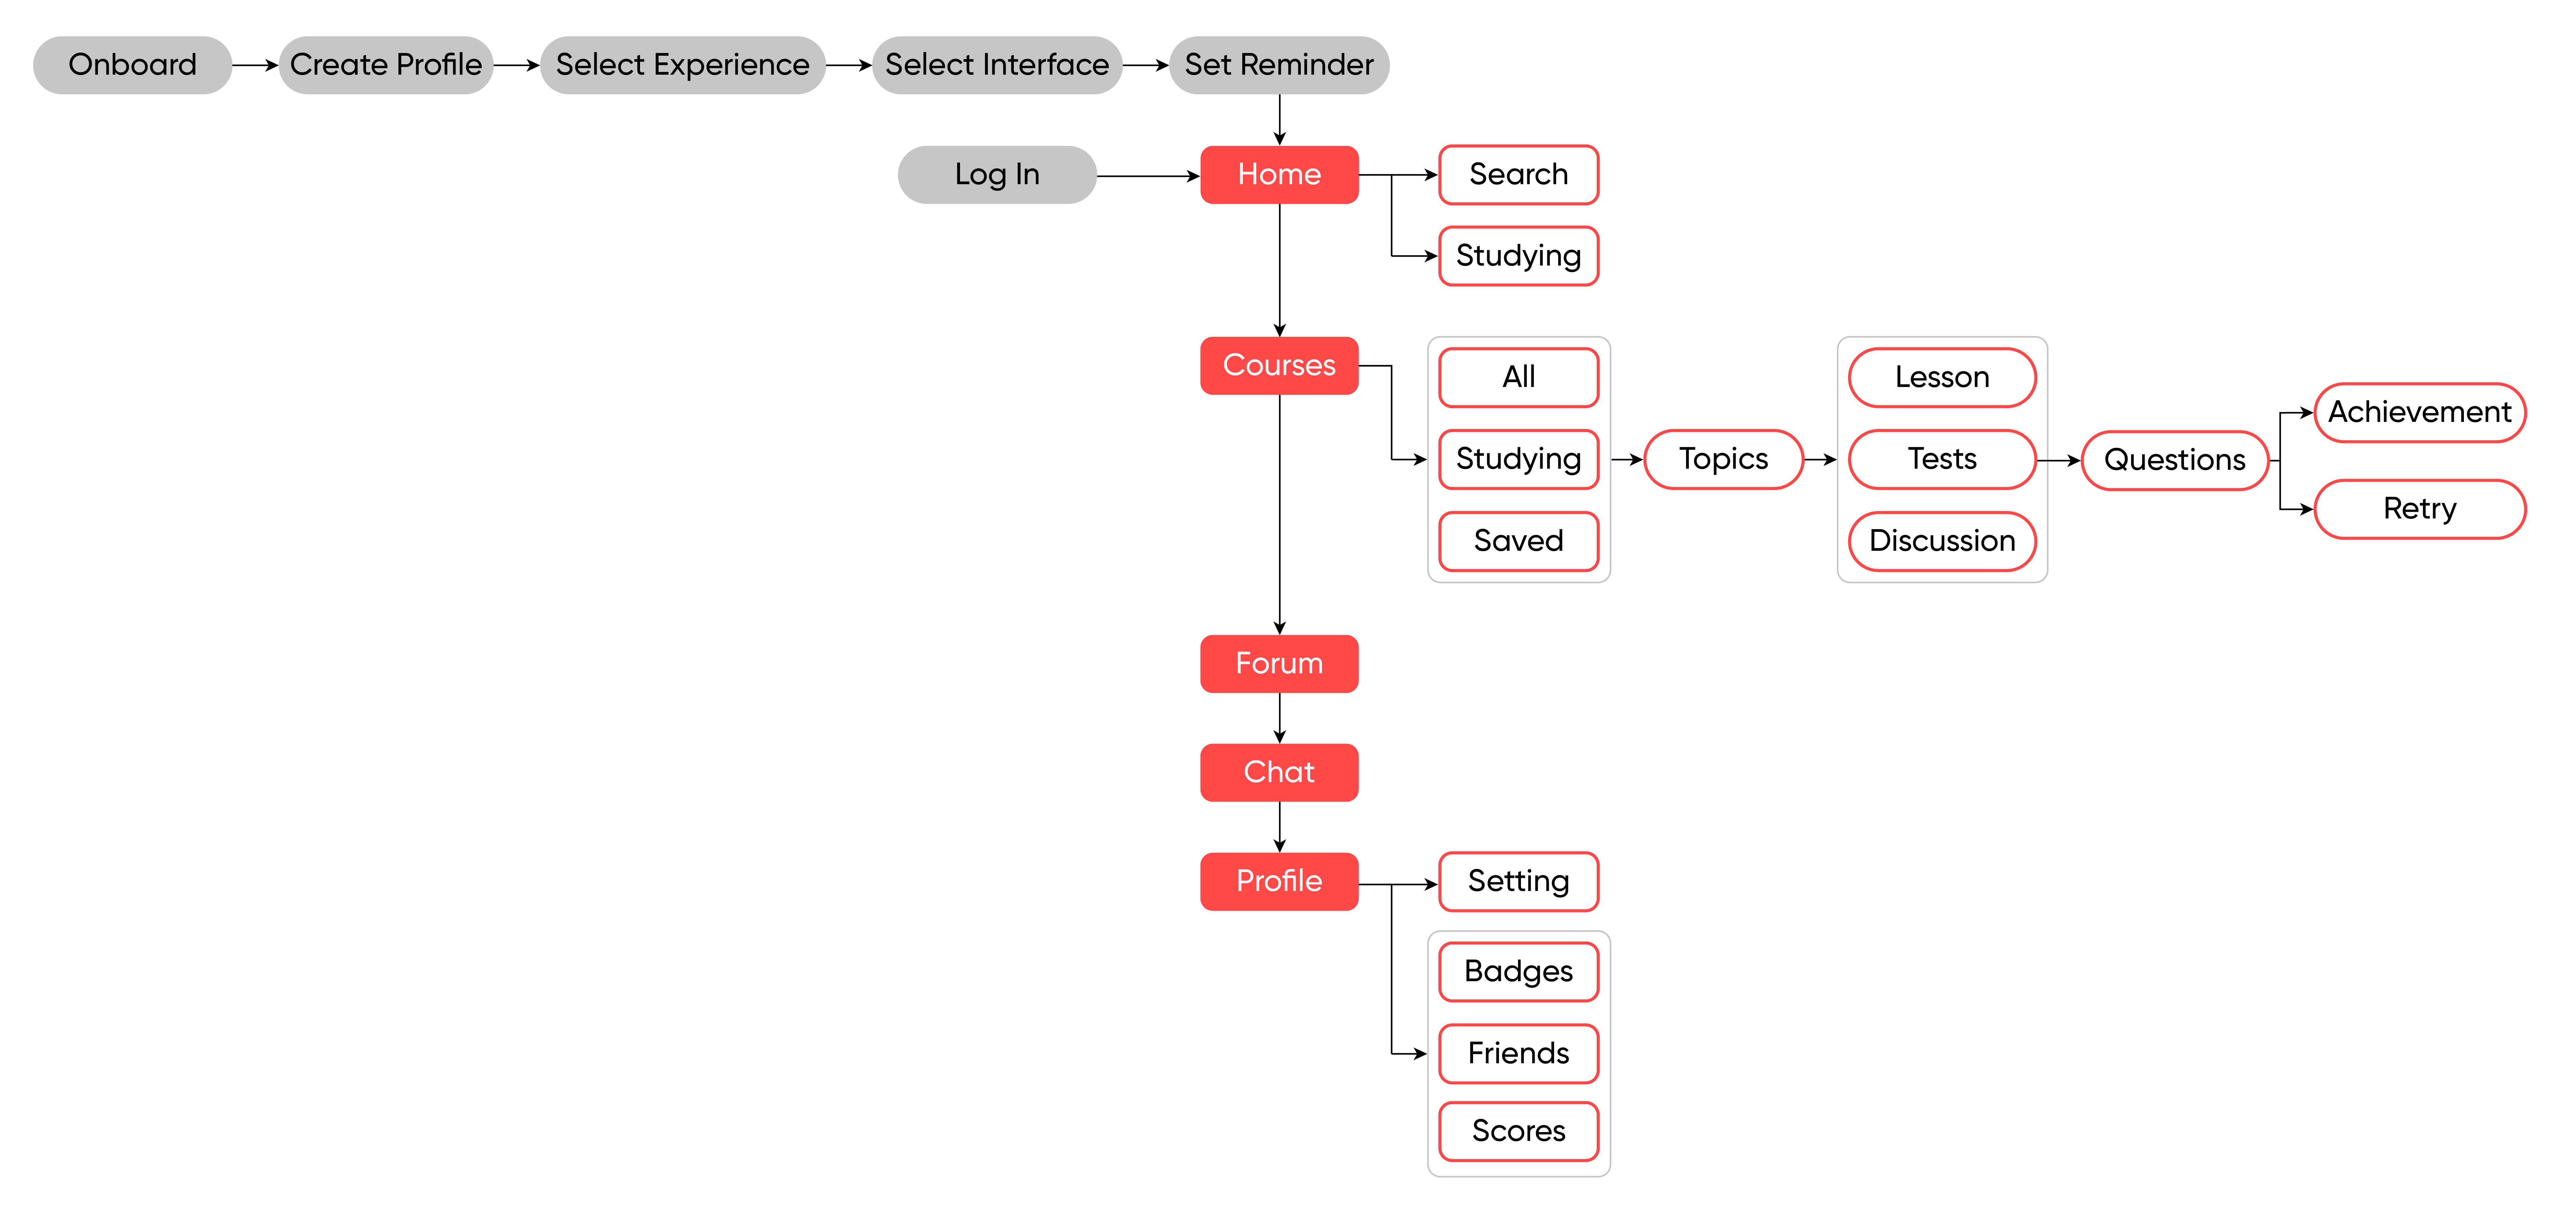 Onboard
Create Profile
Select Experience
Select Interface
Set Reminder
Log In
Home
Search
Studying
Courses
All
Studying
Saved
Topics
Lesson
Tests
Discussion
Questions
Achievement
Retry
Forum
Chat
Profile
Setting
Badges
Friends
Scores